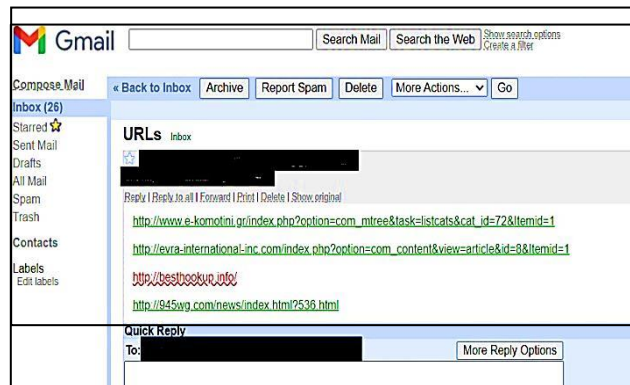 Gmail
Search Mail Search the Web Show search options
Create a filter
Compose Mail
« Back to Inbox Archive Report Spam Delete More Actions... Go
Inbox (26)
Starred
Sent Mail
Drafts
All Mail
Spam
Trash
Contacts
Labels
Edit labels
URLs Inbox
Reply | Reply to all | Forward | Print | Delete | Show original
http://www.e-komotini.gr/index.php?option=com_mtree&task=listcats&cat_id=72&Itemid=1
http://evra-international-inc.com/index.php?option=com_content&view=article&id=8&Itemid=1
http://besthookup.info/
http://945wg.com/news/index.html?536.html
Quick Reply
To: More Reply Options